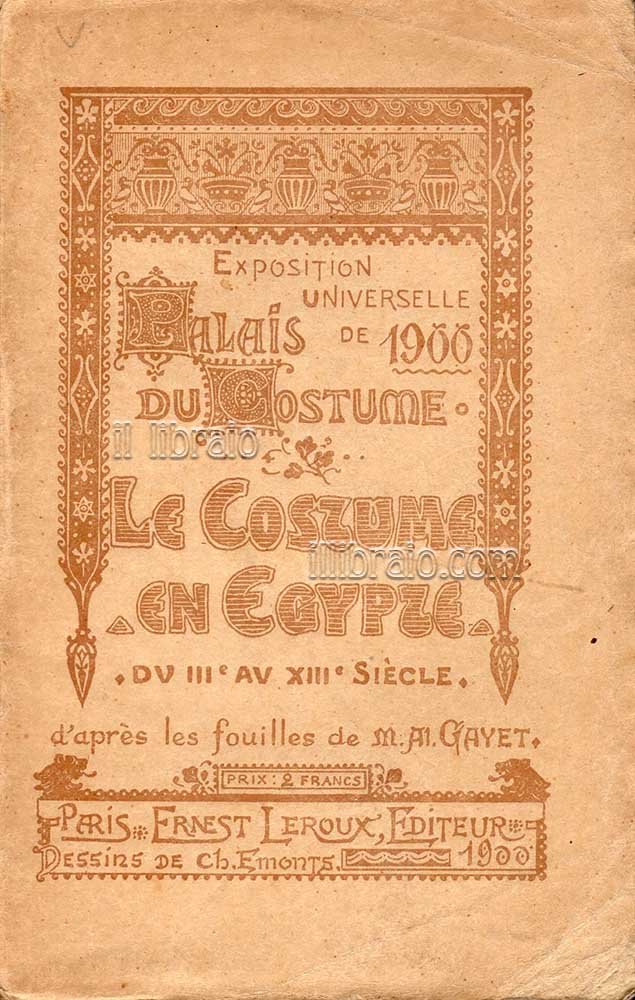 EXPOSITION
UNIVERSELLE
DE 1900
PALAIS
DU COSTUME
il libraio
LE COSTUME
illibraio.com
EN EGYPTE
DU IIIe AU XIIIe SIÈCLE
d'après les fouilles de M. Al. GAYET.
PRIX: 2 FRANCS
PARIS ERNEST LEROUX, EDITEUR
DESSINS DE Ch. EMONTS. 1900